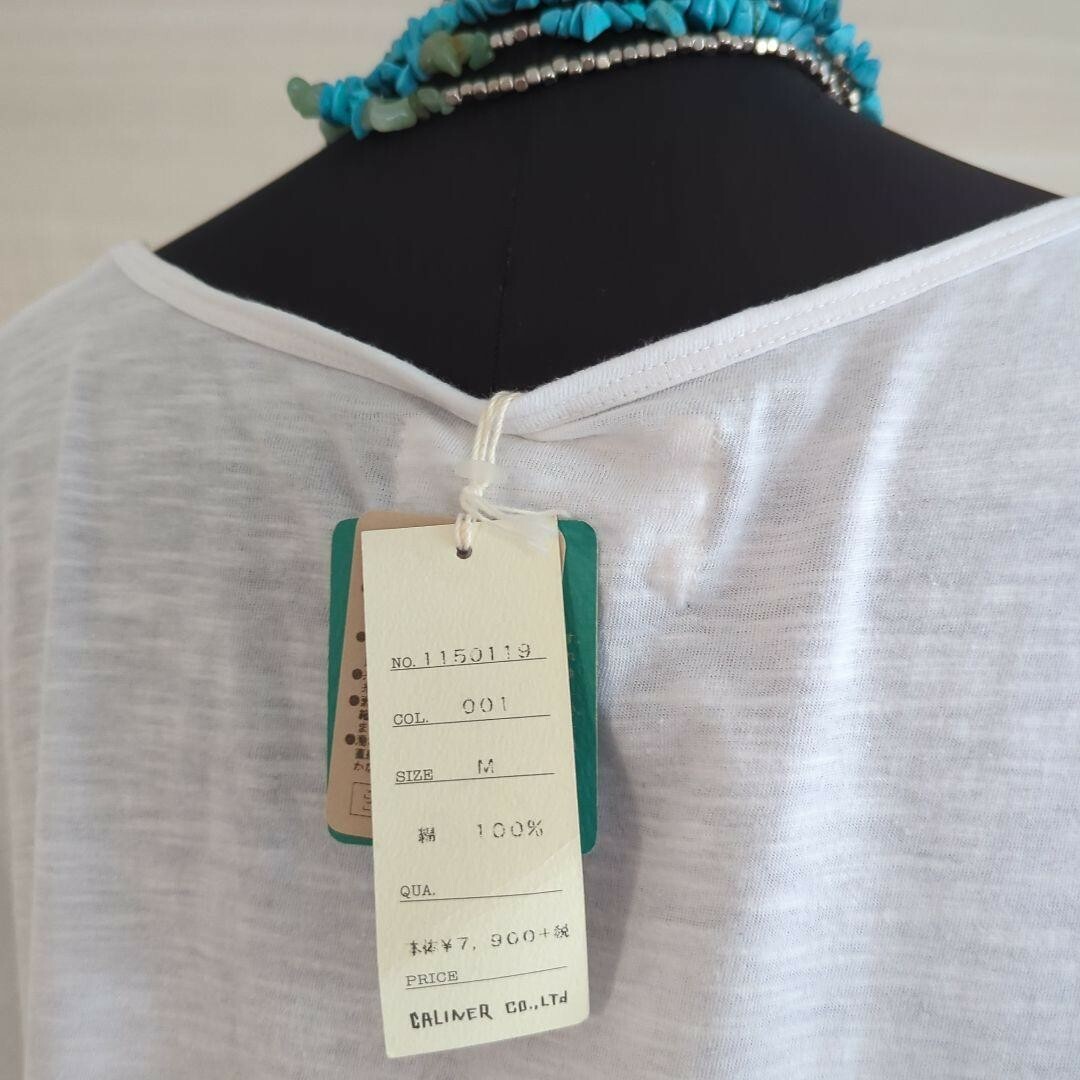 NO. 1150119
COL. 001
SIZE M
綿 100%
QUA.
本体¥7,900+税
PRICE
CALINER CO.,LTd